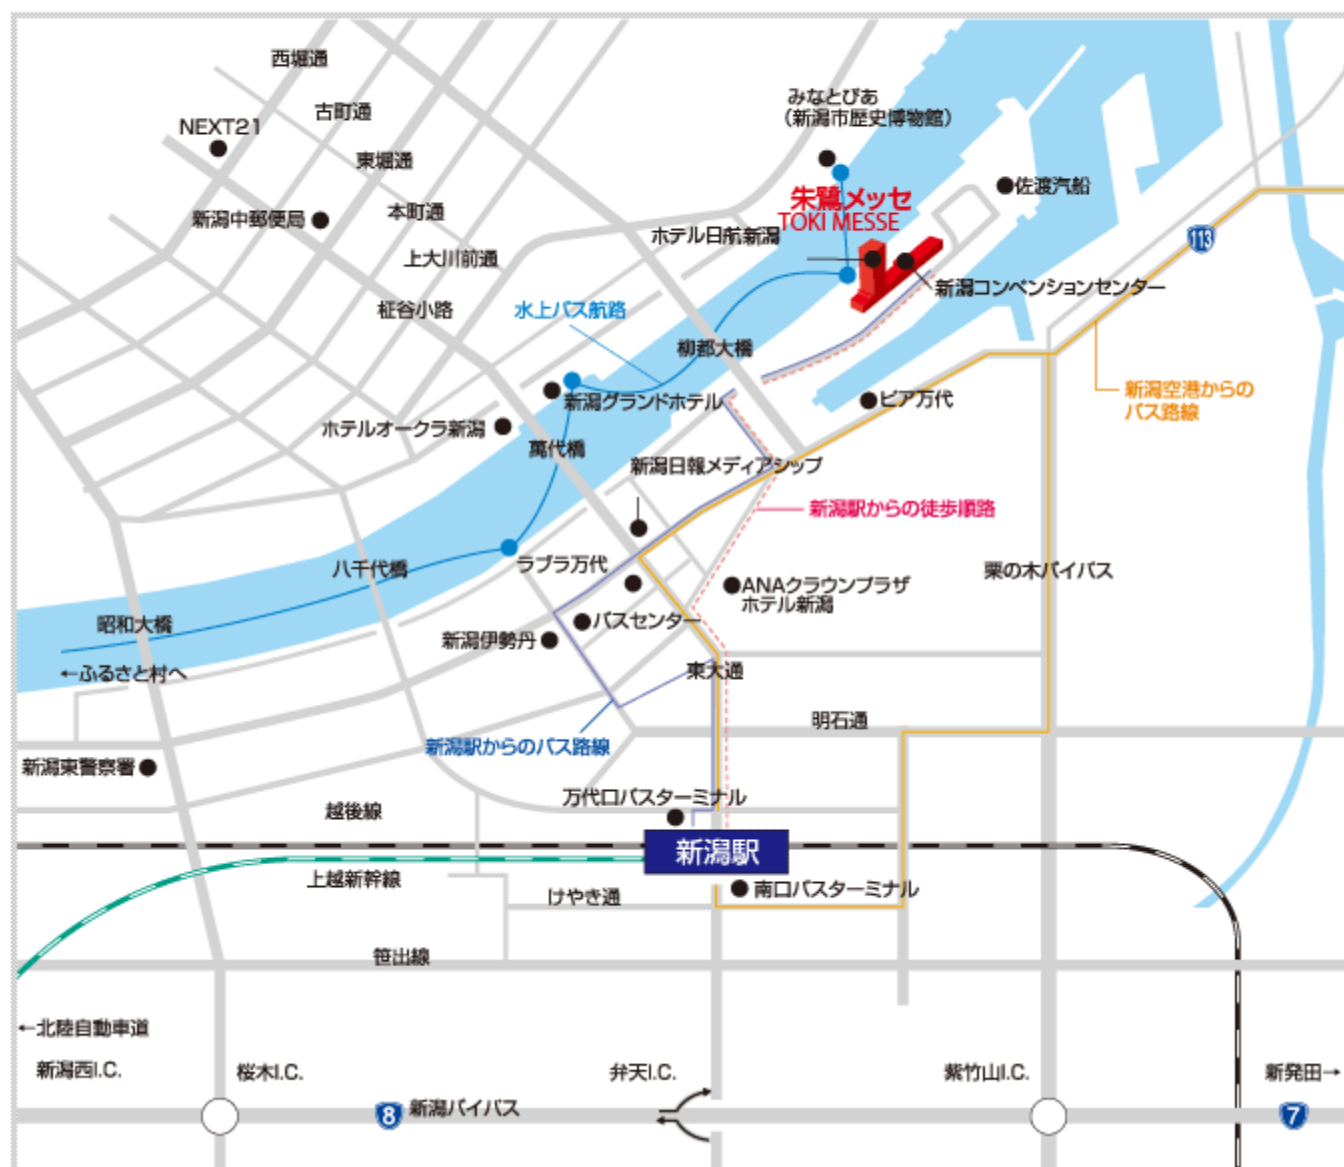 西堀通
古町通
NEXT21
東堀通
本町通
新潟中郵便局
上大川前通
柾谷小路
みなとぴあ
(新潟市歴史博物館)
佐渡汽船
朱鷺メッセ
TOKI MESSE
ホテル日航新潟
113
新潟コンベンションセンター
水上バス航路
柳都大橋
新潟空港からの
バス路線
ピア万代
新潟グランドホテル
ホテルオークラ新潟
萬代橋
新潟日報メディアシップ
新潟駅からの徒歩順路
八千代橋
ラブラ万代
栗の木バイパス
ANAクラウンプラザ
ホテル新潟
昭和大橋
バスセンター
新潟伊勢丹
←ふるさと村へ
東大通
明石通
新潟駅からのバス路線
新潟東警察署
万代口バスターミナル
越後線
新潟駅
上越新幹線
けやき通
南口バスターミナル
笹出線
←北陸自動車道
新潟西I.C.
桜木I.C.
弁天I.C.
紫竹山I.C.
新発田→
8
新潟バイパス
7